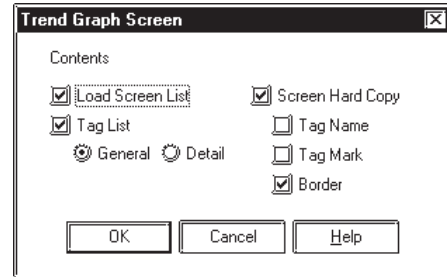 Trend Graph Screen
Contents
Load Screen List
Screen Hard Copy
Tag List
Tag Name
General
Detail
Tag Mark
Border
OK
Cancel
Help